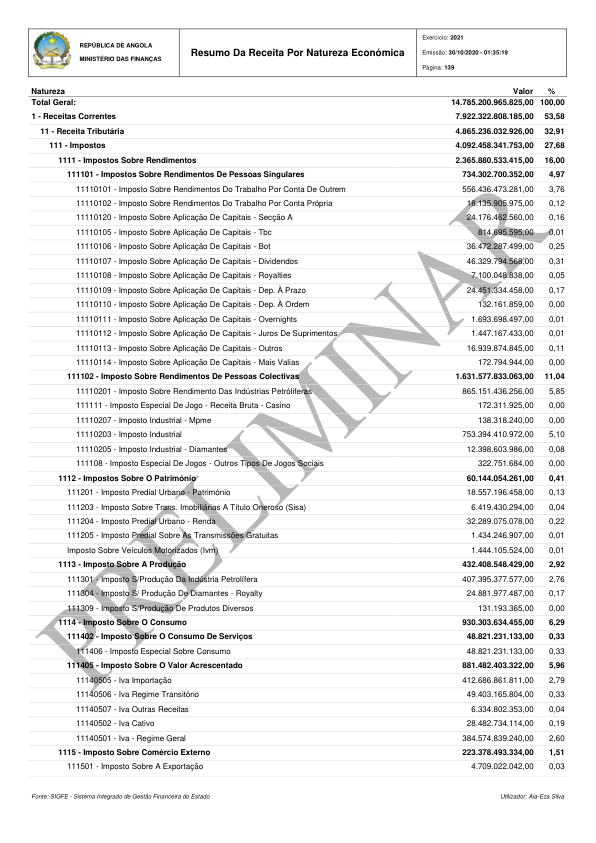 REPÚBLICA DE ANGOLA
MINISTÉRIO DAS FINANÇAS
Resumo Da Receita Por Natureza Económica
Exercício: 2021
Emissão: 30/10/2020 - 01:35:19
Página: 139
Natureza Valor %
Total Geral: 14.785.200.965.825,00 100,00
1 - Receitas Correntes 7.922.322.808.185,00 53,58
11 - Receita Tributária 4.865.236.032.926,00 32,91
111 - Impostos 4.092.458.341.753,00 27,68
1111 - Impostos Sobre Rendimentos 2.365.880.533.415,00 16,00
111101 - Imposto Sobre Rendimentos De Pessoas Singulares 734.302.700.352,00 4,97
11110101 - Imposto Sobre Rendimentos Do Trabalho Por Conta De Outrem 556.436.473.281,00 3,76
11110102 - Imposto Sobre Rendimentos Do Trabalho Por Conta Própria 18.135.905.975,00 0,12
11110120 - Imposto Sobre Aplicação De Capitais - Secção A 24.176.462.560,00 0,16
11110105 - Imposto Sobre Aplicação De Capitais - Tbc 814.695.595,00 0,01
11110106 - Imposto Sobre Aplicação De Capitais - Bot 36.472.287.499,00 0,25
11110107 - Imposto Sobre Aplicação De Capitais - Dividendos 46.329.794.568,00 0,31
11110108 - Imposto Sobre Aplicação De Capitais - Royalties 7.100.048.838,00 0,05
11110109 - Imposto Sobre Aplicação De Capitais - Dep. À Prazo 24.451.334.458,00 0,17
11110110 - Imposto Sobre Aplicação De Capitais - Dep. À Ordem 132.161.859,00 0,00
11110111 - Imposto Sobre Aplicação De Capitais - Overnights 1.693.698.497,00 0,01
11110112 - Imposto Sobre Aplicação De Capitais - Juros De Suprimentos 1.447.167.433,00 0,01
11110113 - Imposto Sobre Aplicação De Capitais - Outros 16.939.874.845,00 0,11
11110114 - Imposto Sobre Aplicação De Capitais - Mais Valias 172.794.944,00 0,00
111102 - Imposto Sobre Rendimentos De Pessoas Colectivas 1.631.577.833.063,00 11,04
11110201 - Imposto Sobre Rendimento Das Indústrias Petrólíferas 865.151.436.256,00 5,85
111111 - Imposto Especial De Jogo - Receita Bruta - Casino 172.311.925,00 0,00
11110207 - Imposto Industrial - Mpme 138.318.240,00 0,00
11110203 - Imposto Industrial 753.394.410.972,00 5,10
11110205 - Imposto Industrial - Diamantes 12.398.603.986,00 0,08
111108 - Imposto Especial De Jogos - Outros Tipos De Jogos Sociais 322.751.684,00 0,00
1112 - Impostos Sobre O Património 60.144.054.261,00 0,41
111201 - Imposto Predial Urbano - Património 18.557.196.458,00 0,13
111203 - Imposto Sobre Trans. Imobiliárias A Título Oneroso (Sisa) 6.419.430.294,00 0,04
111204 - Imposto Predial Urbano - Renda 32.289.075.078,00 0,22
111205 - Imposto Predial Sobre As Transmissões Gratuitas 1.434.246.907,00 0,01
Imposto Sobre Veículos Motorizados (Ivm) 1.444.105.524,00 0,01
1113 - Imposto Sobre A Produção 432.408.548.429,00 2,92
111301 - Imposto S/Produção Da Indústria Petrolífera 407.395.377.577,00 2,76
111304 - Imposto S/ Produção De Diamantes - Royalty 24.881.977.487,00 0,17
111309 - Imposto S/Produção De Produtos Diversos 131.193.365,00 0,00
1114 - Imposto Sobre O Consumo 930.303.634.455,00 6,29
111402 - Imposto Sobre O Consumo De Serviços 48.821.231.133,00 0,33
111406 - Imposto Especial Sobre Consumo 48.821.231.133,00 0,33
111405 - Imposto Sobre O Valor Acrescentado 881.482.403.322,00 5,96
11140505 - Iva Importação 412.686.861.811,00 2,79
11140506 - Iva Regime Transitório 49.403.165.804,00 0,33
11140507 - Iva Outras Receitas 6.334.802.353,00 0,04
11140502 - Iva Cativo 28.482.734.114,00 0,19
11140501 - Iva - Regime Geral 384.574.839.240,00 2,60
1115 - Imposto Sobre Comércio Externo 223.378.493.334,00 1,51
111501 - Imposto Sobre A Exportação 4.709.022.042,00 0,03
PRELIMINAR
Fonte: SIGFE - Sistema Integrado de Gestão Financeira do Estado Utilizador: Aia-Eza.Silva